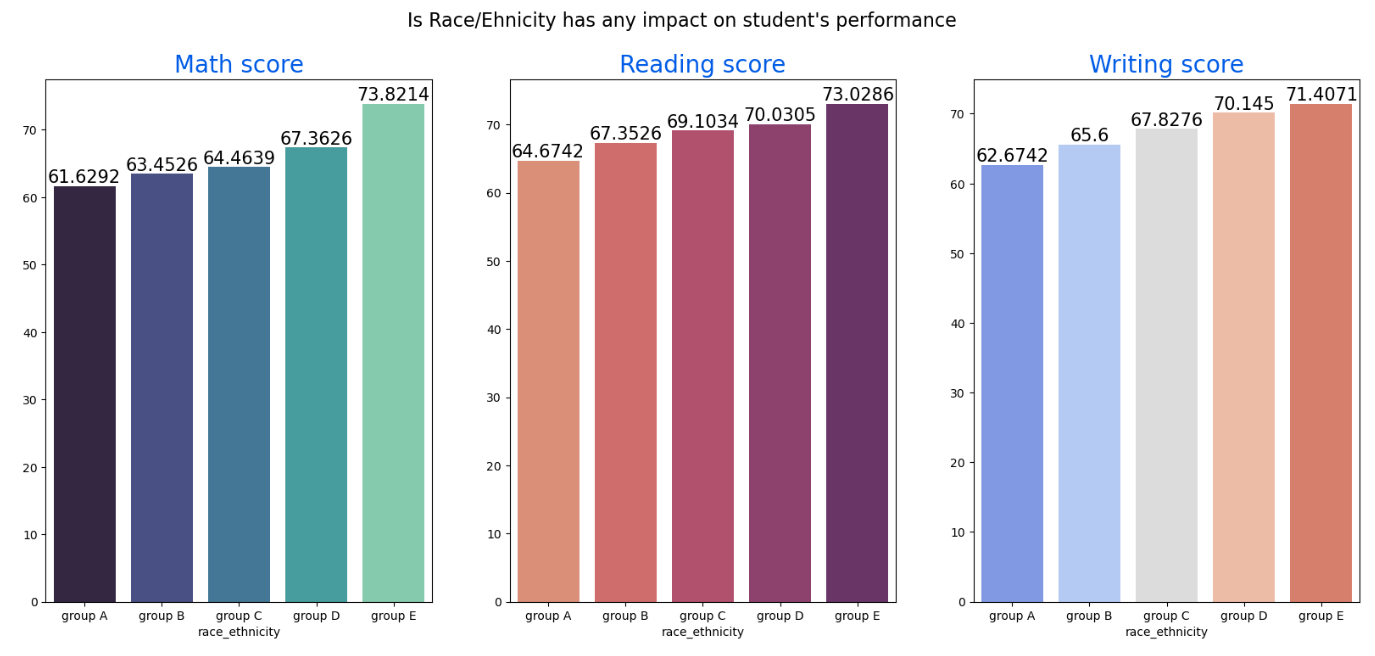 Is Race/Ehnicity has any impact on student's performance
Math score
61.6292 63.4526 64.4639 67.3626 73.8214
70
60
50
40
30
20
10
0
group A group B group C group D group E
race_ethnicity
Reading score
64.6742 67.3526 69.1034 70.0305 73.0286
70
60
50
40
30
20
10
0
group A group B group C group D group E
race_ethnicity
Writing score
62.6742 65.6 67.8276 70.145 71.4071
70
60
50
40
30
20
10
0
group A group B group C group D group E
race_ethnicity